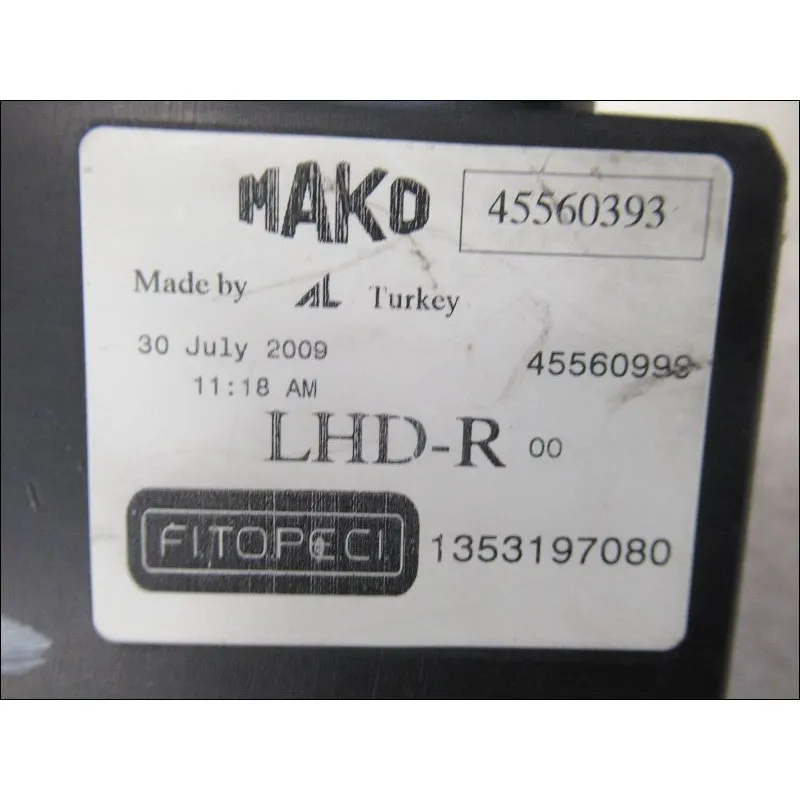 MAKO 45560393
Made by AL Turkey
30 July 2009
11:18 AM
45560999
LHD-R 00
FITOPECI 1353197080